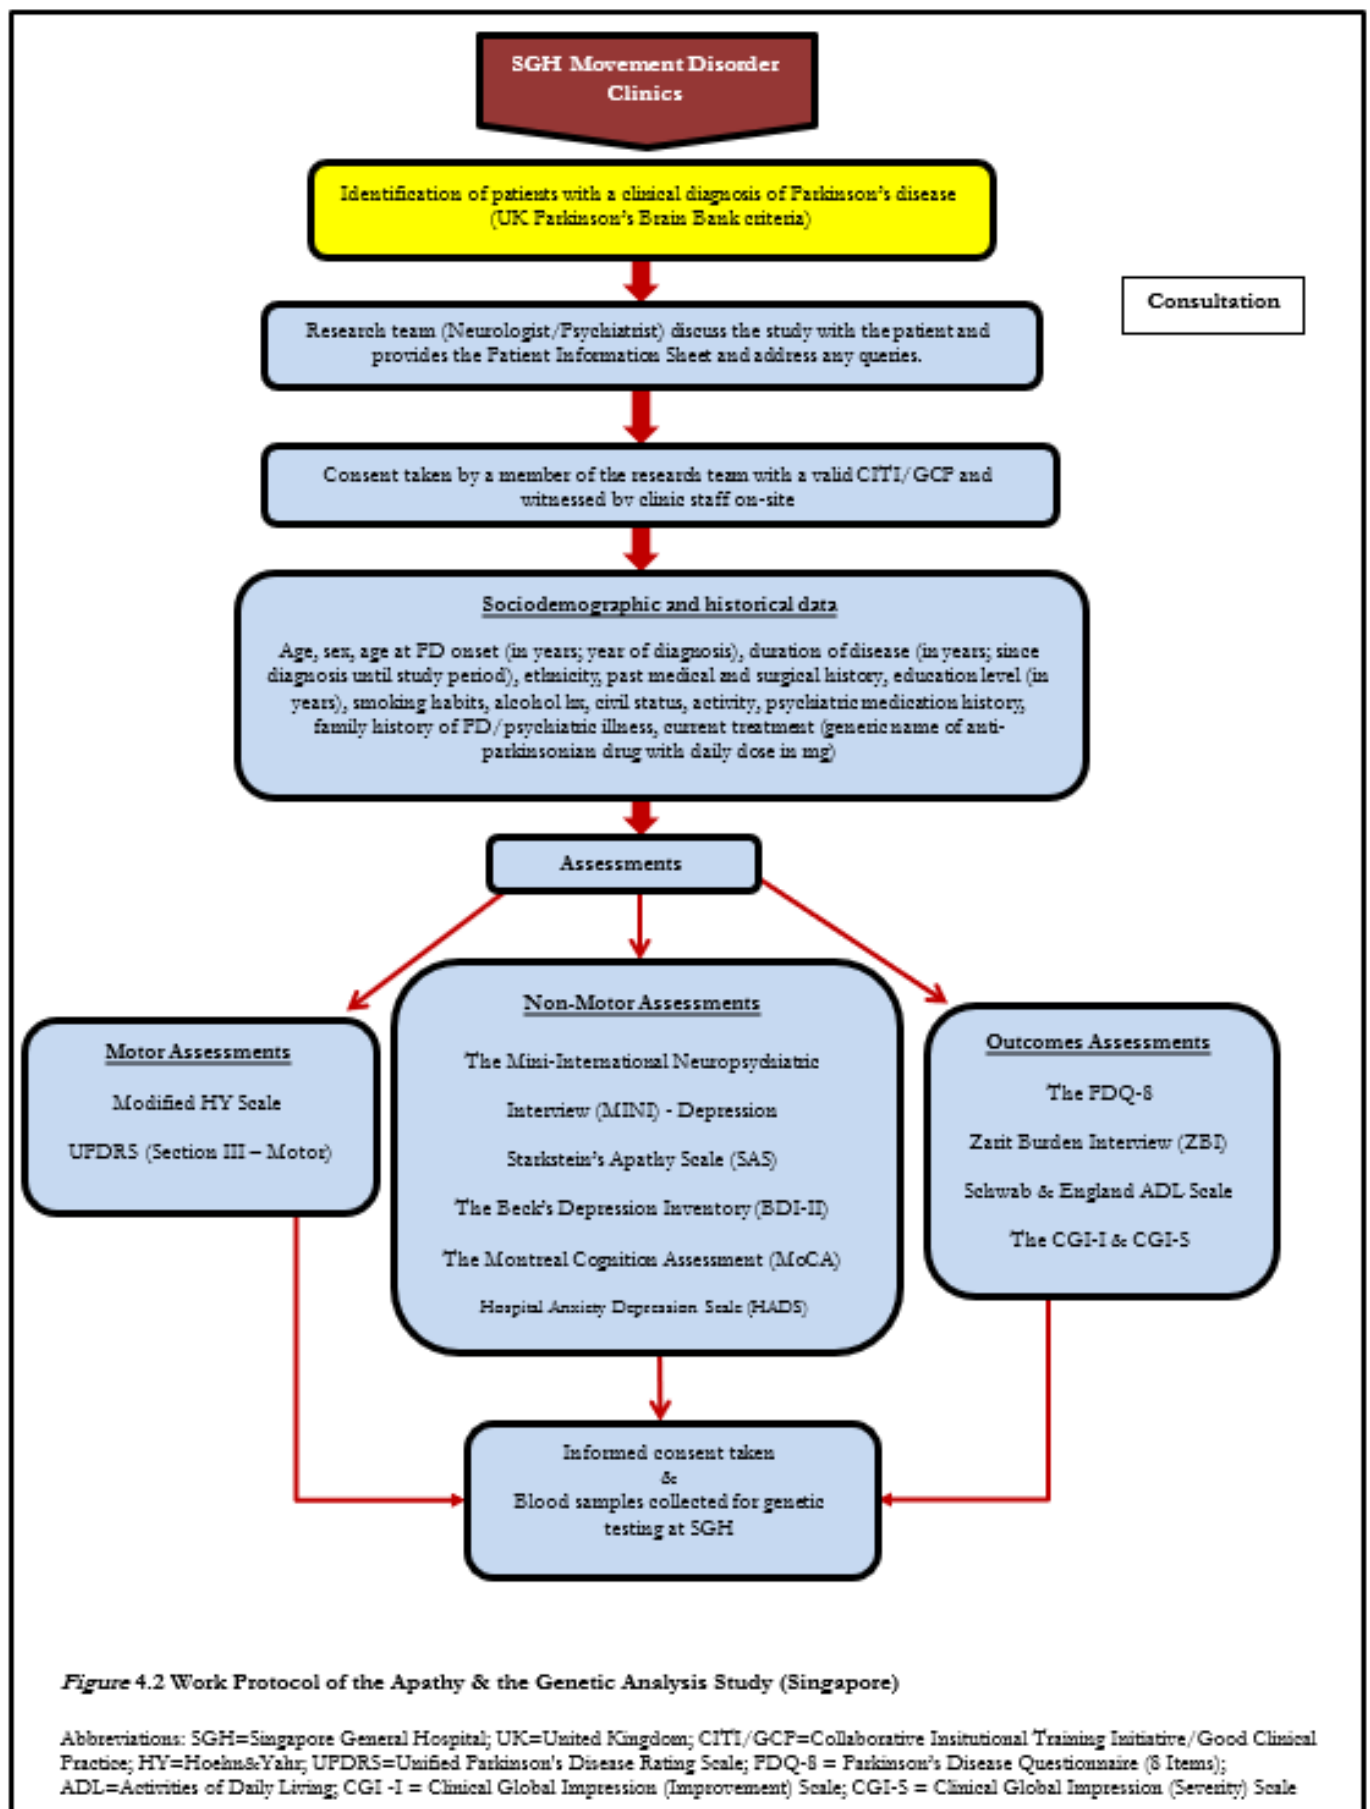 SGH Movement Disorder
Clinics
Identification of patients with a clinical diagnosis of Parkinson's disease
(UK Parkinson's Brain Bank criteria)
Consultation
Research team (Neurologist/Psychiatrist) discuss the study with the patient and
provides the Patient Information Sheet and address any queries.
Consent taken by a member of the research team with a valid CITI/GCP and
witnessed by clinic staff on-site
Sociodemographic and historical data
Age, sex, age at PD onset (in years; year of diagnosis), duration of disease (in years; since
diagnosis until study period), ethnicity, past medical and surgical history, education level (in
years), smoking habits, alcohol hx, civil status, activity, psychiatric medication history,
family history of PD/psychiatric illness, current treatment (generic name of anti-
parkinsonian drug with daily dose in mg)
Assessments
Motor Assessments
Modified HY Scale
UPDRS (Section III – Motor)
Non-Motor Assessments
The Mini-International Neuropsychiatric
Interview (MINI) - Depression
Starkstein's Apathy Scale (SAS)
The Beck's Depression Inventory (BDI-II)
The Montreal Cognition Assessment (MoCA)
Hospital Anxiety Depression Scale (HADS)
Outcomes Assessments
The PDQ-8
Zarit Burden Interview (ZBI)
Schwab & England ADL Scale
The CGI-I & CGI-S
Informed consent taken
&
Blood samples collected for genetic
testing at SGH
Figure 4.2 Work Protocol of the Apathy & the Genetic Analysis Study (Singapore)
Abbreviations: SGH=Singapore General Hospital; UK=United Kingdom; CITI/GCP=Collaborative Insitutional Training Initiative/Good Clinical
Practice; HY=Hoehn&Yahr; UPDRS=Unified Parkinson's Disease Rating Scale; PDQ-8 = Parkinson's Disease Questionnaire (8 Items);
ADL=Activities of Daily Living; CGI -I = Clinical Global Impression (Improvement) Scale; CGI-S = Clinical Global Impression (Severity) Scale